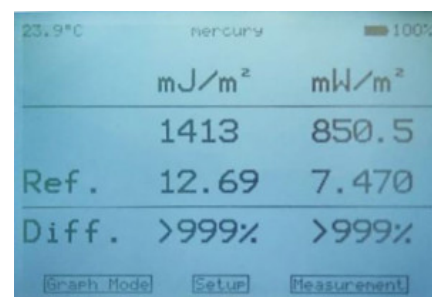 23.9°C mercury 100%
mJ/m² mW/m²
1413 850.5
Ref. 12.69 7.470
Diff. >999% >999%
Graph Mode Setup Measurement